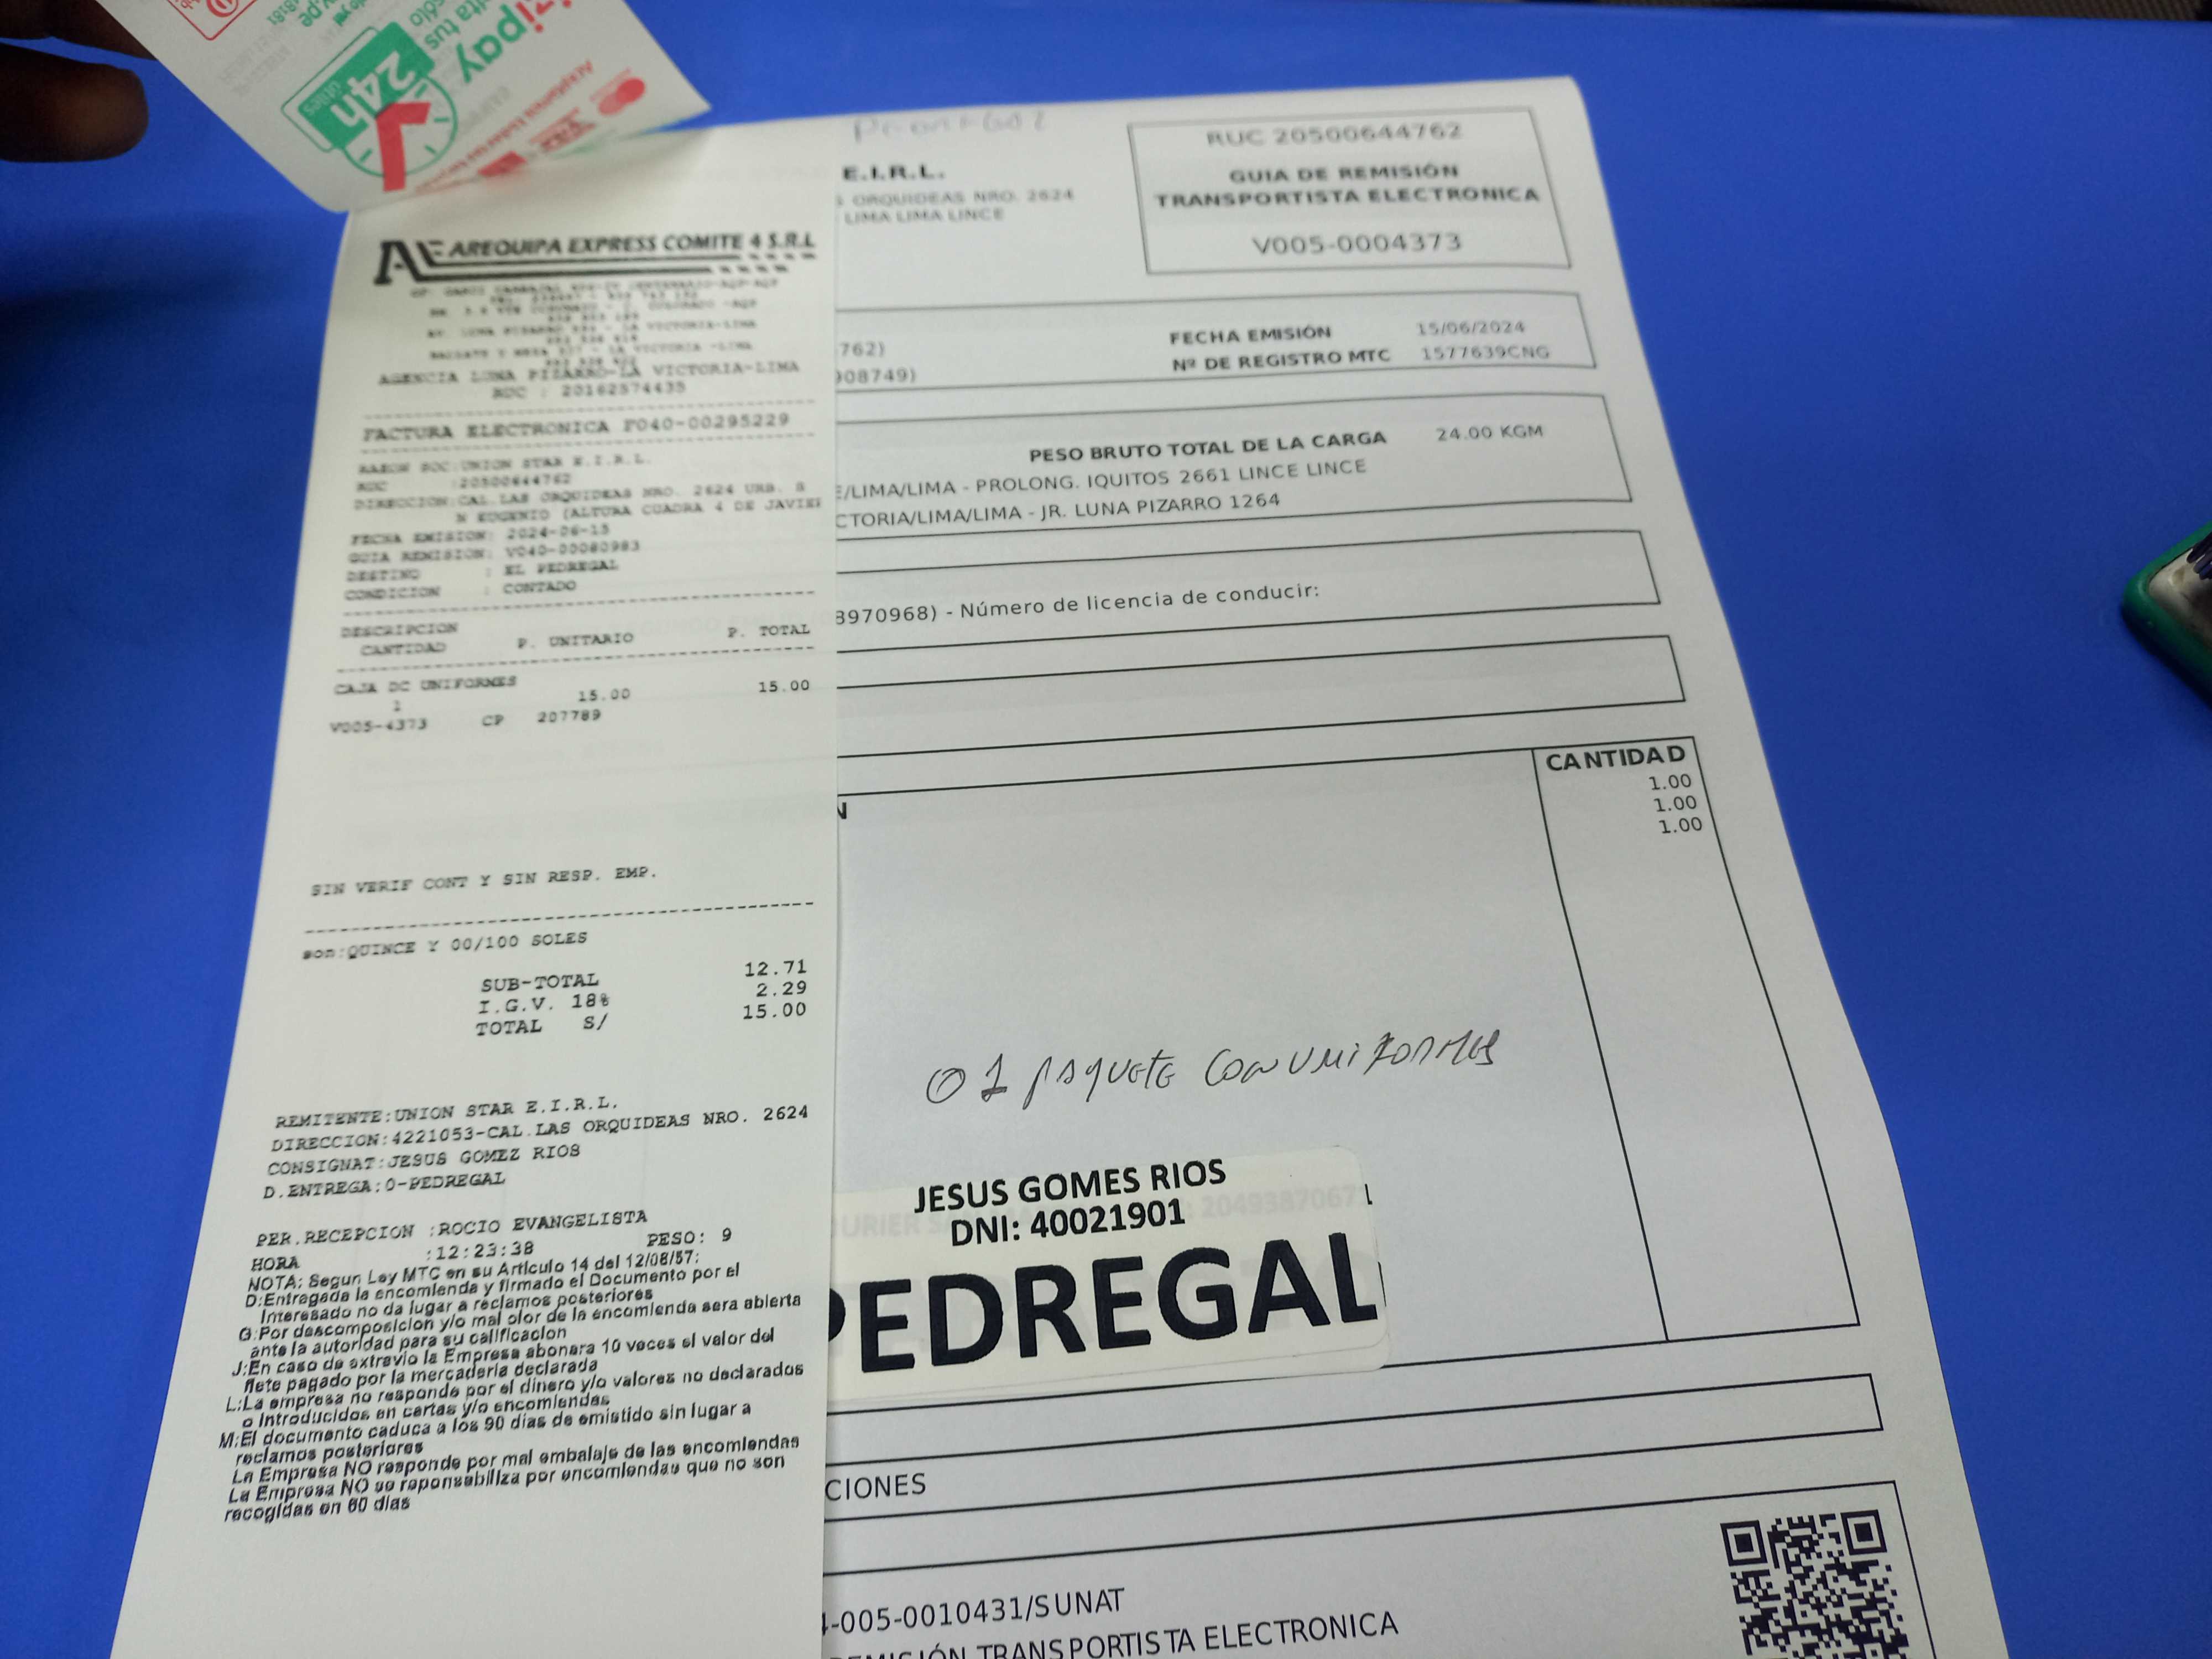 24h
AE AREQUIPA EXPRESS COMITE 4 S.R.L
AGENCIA LUNA PIZARRO-LA VICTORIA-LIMA
RUC : 20162574435
FACTURA ELECTRONICA F040-00295229
RAZON SOC:UNION STAR E.I.R.L.
RUC :20500644762
DIRECCION:CAL.LAS ORQUIDEAS NRO. 2624 URB. S
N EUGENIO (ALTURA CUADRA 4 DE JAVIER
FECHA EMISION: 2024-06-15
GUIA REMISION: V040-00080983
DESTINO : EL PEDREGAL
CONDICION : CONTADO
DESCRIPCION
CANTIDAD P. UNITARIO P. TOTAL
CAJA DC UNIFORMES
1 15.00 15.00
V005-4373 CP 207789
SIN VERIF CONT Y SIN RESP. EMP.
son:QUINCE Y 00/100 SOLES
SUB-TOTAL 12.71
I.G.V. 18% 2.29
TOTAL S/ 15.00
REMITENTE:UNION STAR E.I.R.L.
DIRECCION:4221053-CAL.LAS ORQUIDEAS NRO. 2624
CONSIGNAT:JESUS GOMEZ RIOS
D.ENTREGA:0-PEDREGAL
PER.RECEPCION :ROCIO EVANGELISTA
HORA :12:23:38 PESO: 9
NOTA: Segun Ley MTC en su Articulo 14 del 12/08/57:
D:Entregada la encomienda y firmado el Documento por el
Interesado no da lugar a reclamos posteriores
G:Por descomposicion y/o mal olor de la encomienda sera abierta
ante la autoridad para su calificacion
J:En caso de extravio la Empresa abonara 10 veces el valor del
flete pagado por la mercaderia declarada
L:La empresa no responde por el dinero y/o valores no declarados
o Introducidos en cartas y/o encomiendas
M:El documento caduca a los 90 dias de emistido sin lugar a
reclamos posteriores
La Empresa NO responde por mal embalaje de las encomiendas
La Empresa NO se reponsabiliza por encomiendas que no son
recogidas en 60 dias
E.I.R.L.
S ORQUIDEAS NRO. 2624
LIMA LIMA LINCE
RUC 20500644762
GUIA DE REMISIÓN
TRANSPORTISTA ELECTRONICA
V005-0004373
762)
908749)
FECHA EMISIÓN 15/06/2024
Nº DE REGISTRO MTC 1577639CNG
PESO BRUTO TOTAL DE LA CARGA 24.00 KGM
E/LIMA/LIMA - PROLONG. IQUITOS 2661 LINCE LINCE
CTORIA/LIMA/LIMA - JR. LUNA PIZARRO 1264
8970968) - Número de licencia de conducir:
N
CANTIDAD
1.00
1.00
1.00
01 paquete con uniformes
JESUS GOMES RIOS
DNI: 40021901
PEDREGAL
CIONES
-005-0010431/SUNAT
EMISIÓN TRANSPORTISTA ELECTRONICA